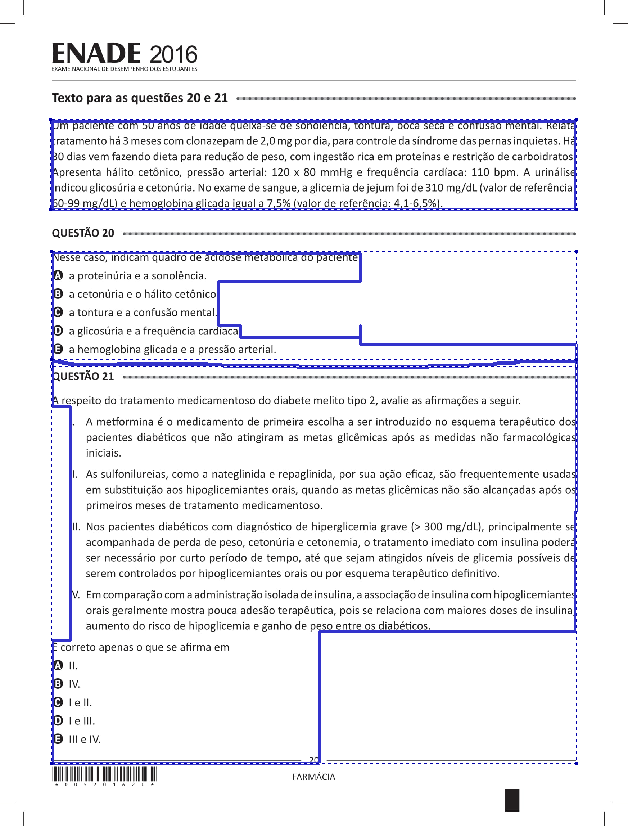 ENADE 2016
EXAME NACIONAL DE DESEMPENHO DOS ESTUDANTES
Texto para as questões 20 e 21
Um paciente com 50 anos de idade queixa-se de sonolência, tontura, boca seca e confusão mental. Relata
tratamento há 3 meses com clonazepam de 2,0 mg por dia, para controle da síndrome das pernas inquietas. Há
30 dias vem fazendo dieta para redução de peso, com ingestão rica em proteínas e restrição de carboidratos.
Apresenta hálito cetônico, pressão arterial: 120 x 80 mmHg e frequência cardíaca: 110 bpm. A urinálise
indicou glicosúria e cetonúria. No exame de sangue, a glicemia de jejum foi de 310 mg/dL (valor de referência:
60-99 mg/dL) e hemoglobina glicada igual a 7,5% (valor de referência: 4,1-6,5%).
QUESTÃO 20
Nesse caso, indicam quadro de acidose metabólica do paciente
A a proteinúria e a sonolência.
B a cetonúria e o hálito cetônico.
C a tontura e a confusão mental.
D a glicosúria e a frequência cardíaca.
E a hemoglobina glicada e a pressão arterial.
QUESTÃO 21
A respeito do tratamento medicamentoso do diabete melito tipo 2, avalie as afirmações a seguir.
I. A metformina é o medicamento de primeira escolha a ser introduzido no esquema terapêutico dos
pacientes diabéticos que não atingiram as metas glicêmicas após as medidas não farmacológicas
iniciais.
II. As sulfonilureias, como a nateglinida e repaglinida, por sua ação eficaz, são frequentemente usadas
em substituição aos hipoglicemiantes orais, quando as metas glicêmicas não são alcançadas após os
primeiros meses de tratamento medicamentoso.
III. Nos pacientes diabéticos com diagnóstico de hiperglicemia grave (> 300 mg/dL), principalmente se
acompanhada de perda de peso, cetonúria e cetonemia, o tratamento imediato com insulina poderá
ser necessário por curto período de tempo, até que sejam atingidos níveis de glicemia possíveis de
serem controlados por hipoglicemiantes orais ou por esquema terapêutico definitivo.
IV. Em comparação com a administração isolada de insulina, a associação de insulina com hipoglicemiantes
orais geralmente mostra pouca adesão terapêutica, pois se relaciona com maiores doses de insulina,
aumento do risco de hipoglicemia e ganho de peso entre os diabéticos.
É correto apenas o que se afirma em
A II.
B IV.
C I e II.
D I e III.
E III e IV.
20
FARMÁCIA